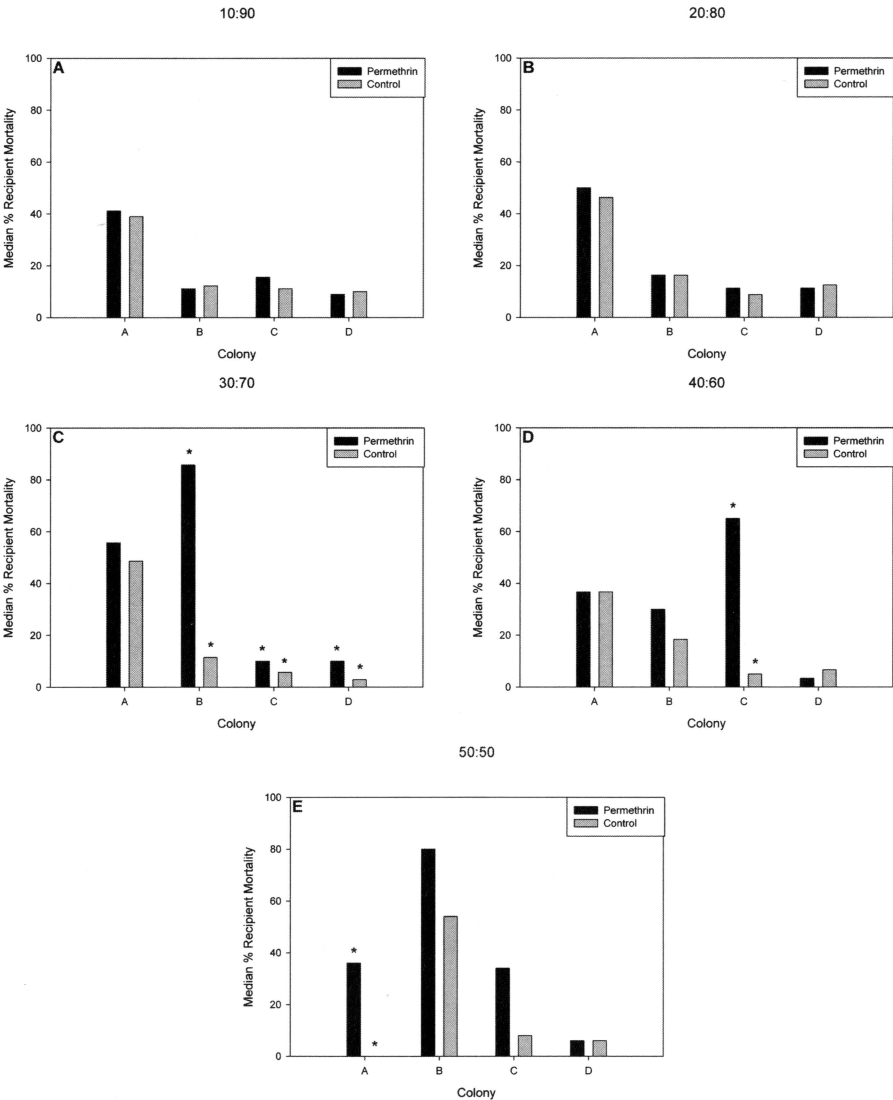 10:90
A
Permethrin
Control
Median % Recipient Mortality
100
80
60
40
20
0
A B C D
Colony
20:80
B
Permethrin
Control
Median % Recipient Mortality
100
80
60
40
20
0
A B C D
Colony
30:70
C
Permethrin
Control
Median % Recipient Mortality
100
80
60
40
20
0
* * * * * *
A B C D
Colony
40:60
D
Permethrin
Control
Median % Recipient Mortality
100
80
60
40
20
0
* *
A B C D
Colony
50:50
E
Permethrin
Control
Median % Recipient Mortality
100
80
60
40
20
0
* *
A B C D
Colony